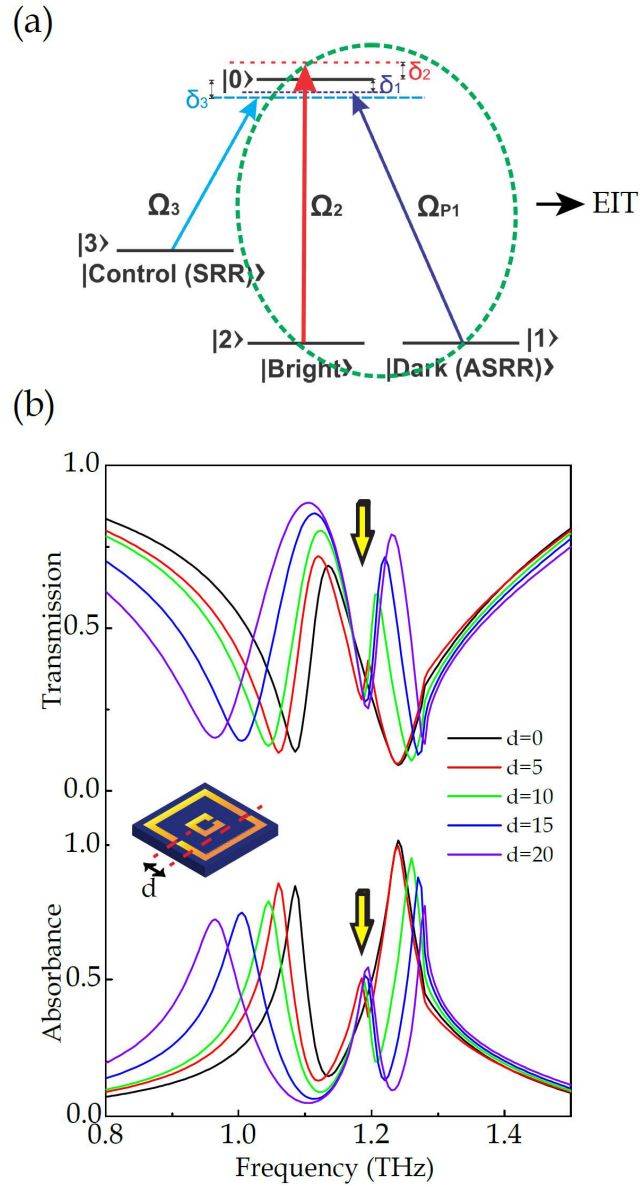 (a)
|0>
δ2
δ1
δ3
Ω3
Ω2
ΩP1
EIT
|3>
|Control (SRR)>
|2>
|1>
|Bright>
|Dark (ASRR)>
(b)
1.0
Transmission
0.5
0.0
d=0
d=5
d=10
d=15
d=20
d
1.0
Absorbance
0.5
0.0
0.8
1.0
1.2
1.4
Frequency (THz)